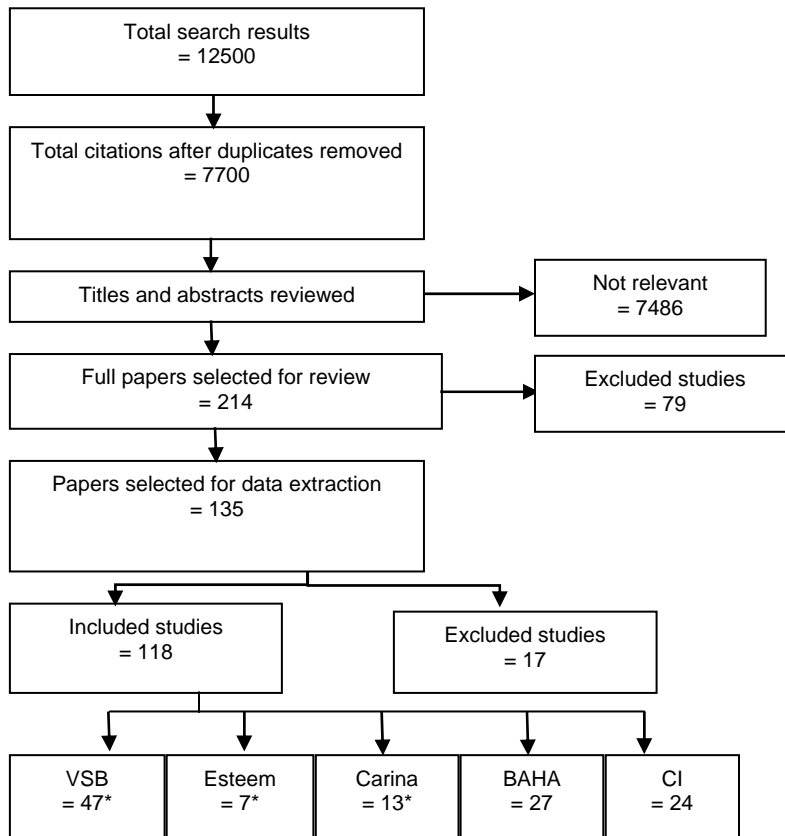 Total search results
= 12500
Total citations after duplicates removed
= 7700
Titles and abstracts reviewed
Not relevant
= 7486
Full papers selected for review
= 214
Excluded studies
= 79
Papers selected for data extraction
= 135
Included studies
= 118
Excluded studies
= 17
VSB
= 47*
Esteem
= 7*
Carina
= 13*
BAHA
= 27
CI
= 24